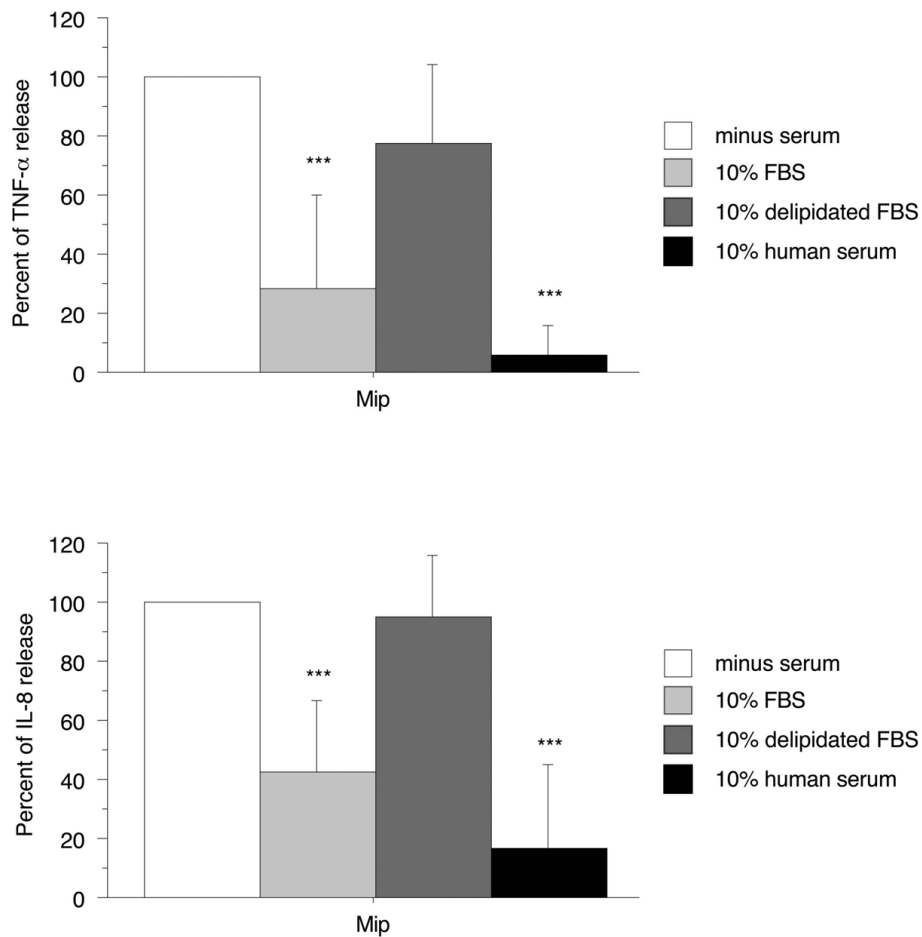 120
100
80
60
40
20
0
Percent of TNF-α release
***
***
Mip
minus serum
10% FBS
10% delipidated FBS
10% human serum
120
100
80
60
40
20
0
Percent of IL-8 release
***
***
Mip
minus serum
10% FBS
10% delipidated FBS
10% human serum